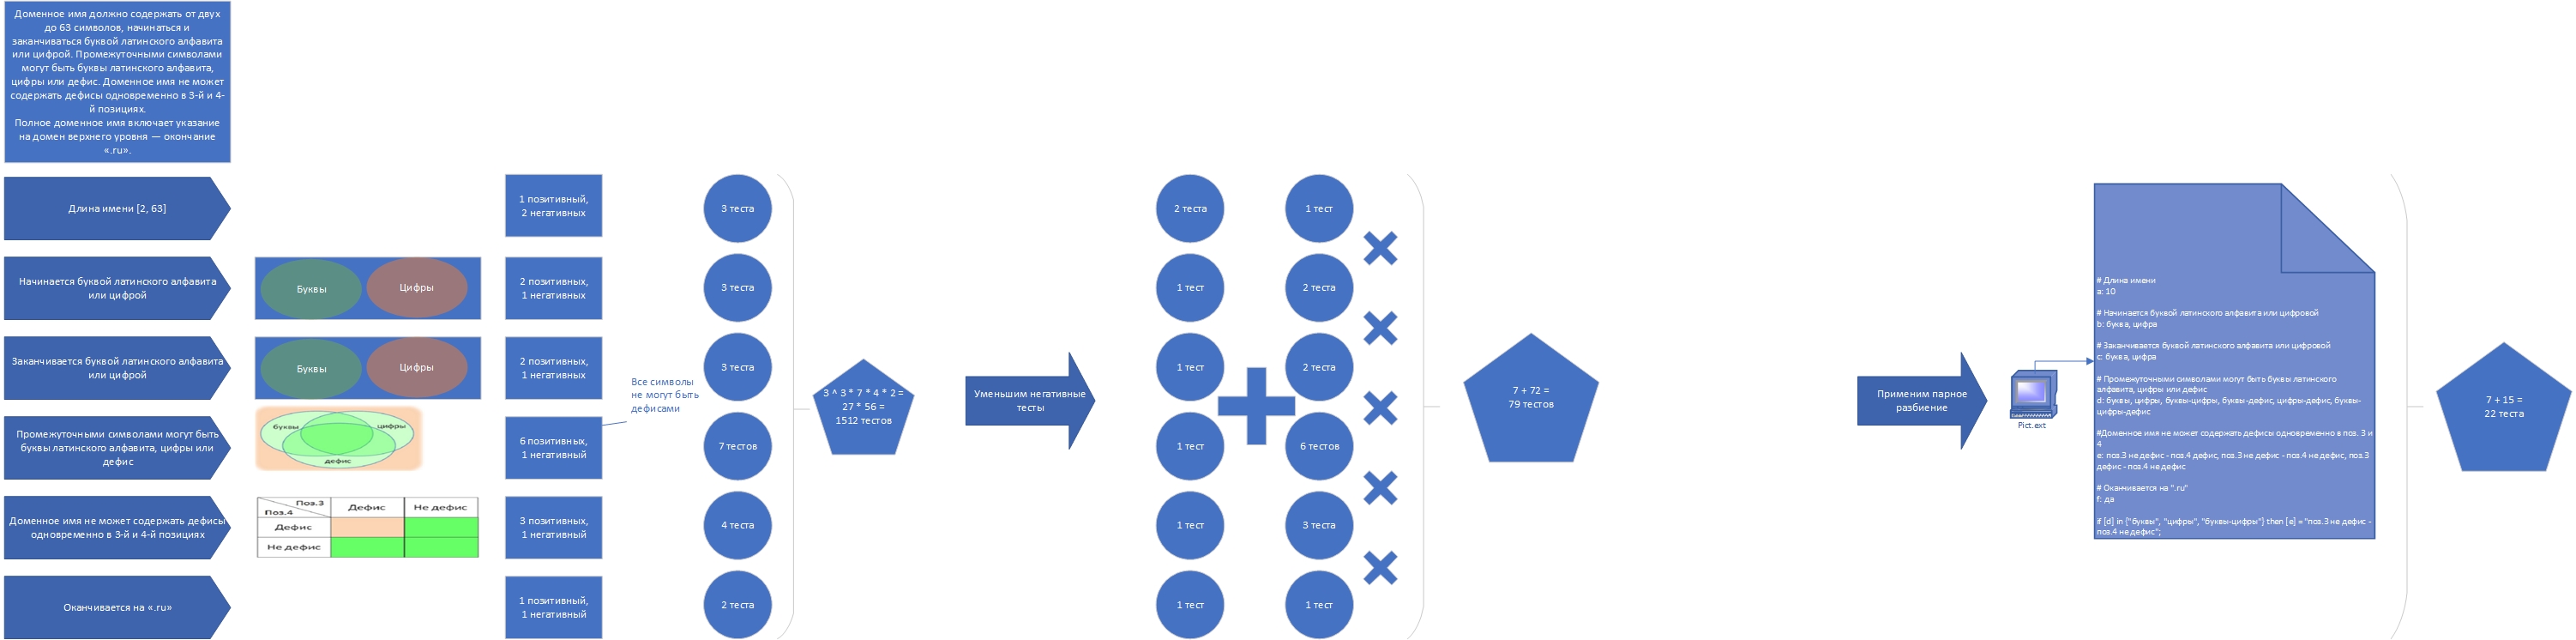 Доменное имя должно содержать от двух
до 63 символов, начинаться и
заканчиваться буквой латинского алфавита
или цифрой. Промежуточными символами
могут быть буквы латинского алфавита,
цифры или дефис. Доменное имя не может
содержать дефисы одновременно в 3-й и 4-
й позициях.
Полное доменное имя включает указание
на домен верхнего уровня — окончание
«.ru».
Длина имени [2, 63]
1 позитивный,
2 негативных
3 теста
Начинается буквой латинского алфавита
или цифрой
Буквы
Цифры
2 позитивных,
1 негативных
3 теста
Заканчивается буквой латинского алфавита
или цифрой
Буквы
Цифры
2 позитивных,
1 негативных
Все символы
не могут быть
дефисами
3 теста
Промежуточными символами могут быть
буквы латинского алфавита, цифры или
дефис
буквы
цифры
дефис
6 позитивных,
1 негативный
7 тестов
Доменное имя не может содержать дефисы
одновременно в 3-й и 4-й позициях
Поз.3
Поз.4
Дефис
Не дефис
Дефис
Не дефис
3 позитивных,
1 негативный
4 теста
Оканчивается на «.ru»
1 позитивный,
1 негативный
2 теста
3 ^ 3 * 7 * 4 * 2 =
27 * 56 =
1512 тестов
Уменьшим негативные
тесты
2 теста
1 тест
1 тест
2 теста
1 тест
2 теста
1 тест
6 тестов
1 тест
3 теста
1 тест
1 тест
7 + 72 =
79 тестов
Применим парное
разбиение
Pict.ext
# Длина имени
a: 10
# Начинается буквой латинского алфавита или цифровой
b: буква, цифра
# Заканчивается буквой латинского алфавита или цифровой
c: буква, цифра
# Промежуточными символами могут быть буквы латинского
алфавита, цифры или дефис
d: буквы, цифры, буквы-цифры, буквы-дефис, цифры-дефис, буквы-
цифры-дефис
#Доменное имя не может содержать дефисы одновременно в поз. 3 и
4
e: поз.3 не дефис - поз.4 дефис, поз.3 не дефис - поз.4 не дефис, поз.3
дефис - поз.4 не дефис
# Оканчивается на ".ru"
f: да
if [d] in {"буквы", "цифры", "буквы-цифры"} then [e] = "поз.3 не дефис -
поз.4 не дефис";
7 + 15 =
22 теста